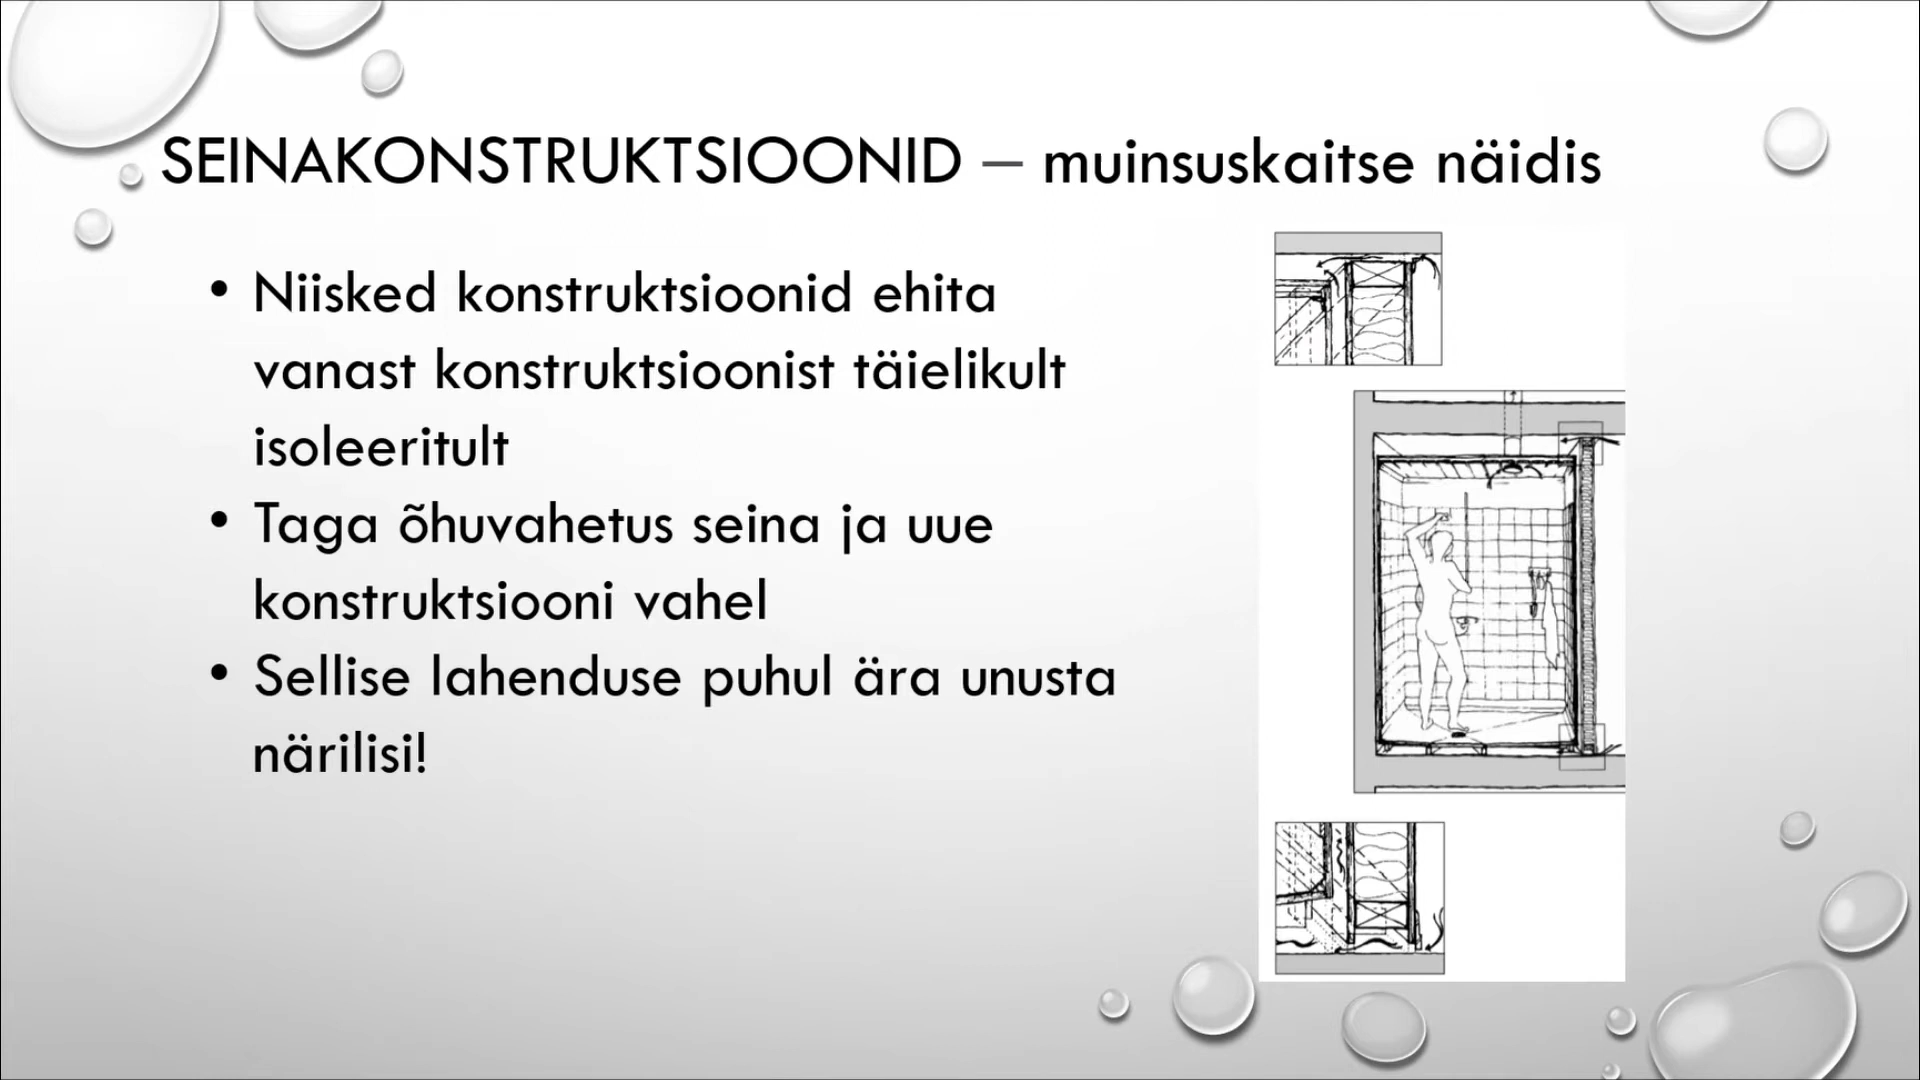 SEINAKONSTRUKTSIOONID – muinsuskaitse näidis
• Niisked konstruktsioonid ehita
vanast konstruktsioonist täielikult
isoleeritult
• Taga õhuvahetus seina ja uue
konstruktsiooni vahel
• Sellise lahenduse puhul ära unusta
närilisi!